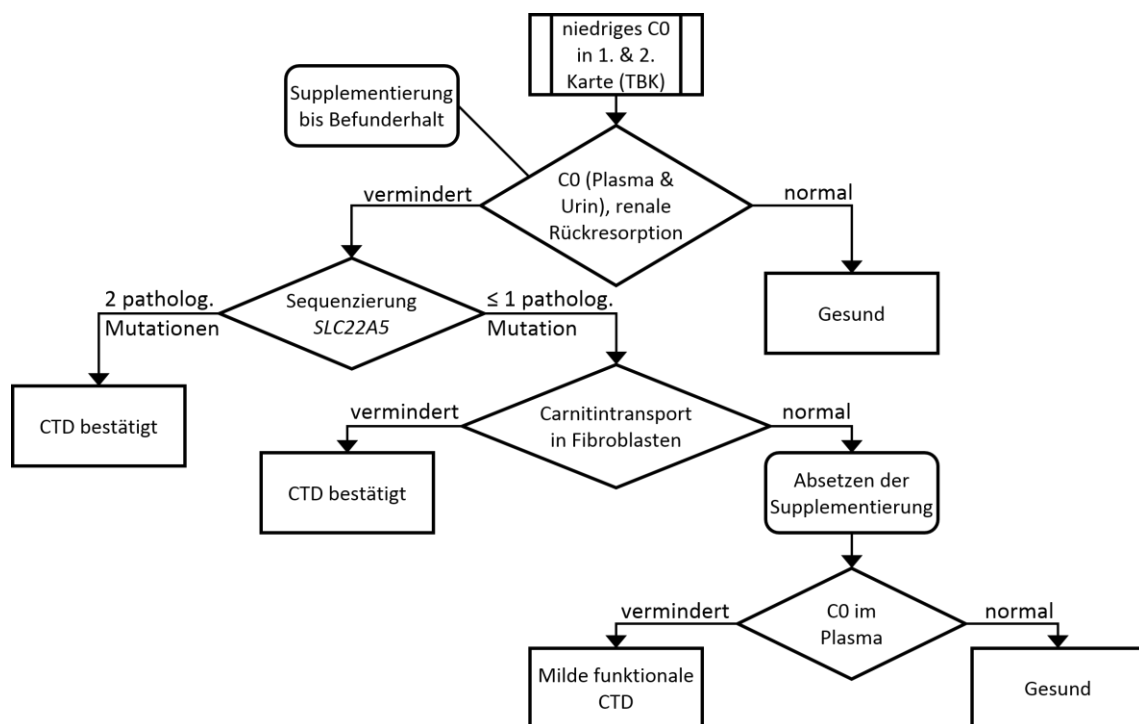 niedriges C0
in 1. & 2.
Karte (TBK)
Supplementierung
bis Befunderhalt
C0 (Plasma &
Urin), renale
Rückresorption
vermindert
normal
Gesund
Sequenzierung
SLC22A5
2 patholog.
Mutationen
≤ 1 patholog.
Mutation
CTD bestätigt
Carnitintransport
in Fibroblasten
vermindert
normal
CTD bestätigt
Absetzen der
Supplementierung
C0 im
Plasma
vermindert
normal
Milde funktionale
CTD
Gesund